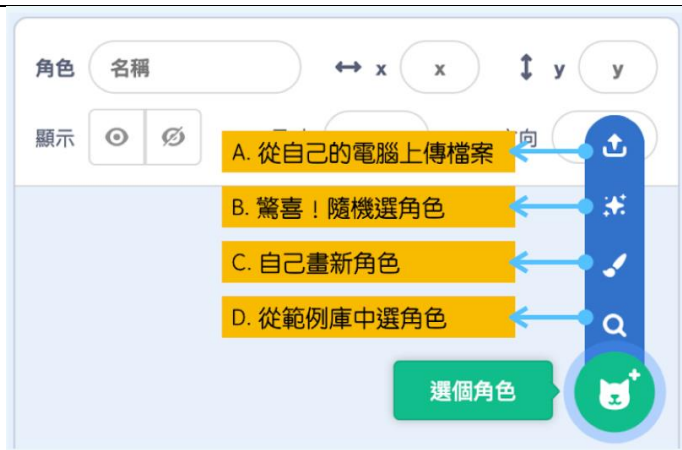 角色 名稱 x x y y
顯示
A. 從自己的電腦上傳檔案
B. 驚喜！隨機選角色
C. 自己畫新角色
D. 從範例庫中選角色
選個角色